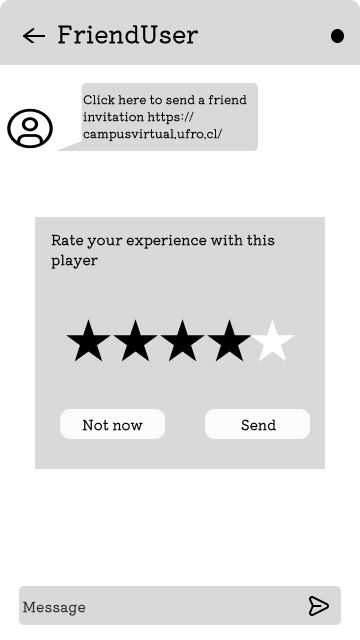 FriendUser
Click here to send a friend
invitation https://
campusvirtual.ufro.cl/
Rate your experience with this
player
Not now
Send
Message